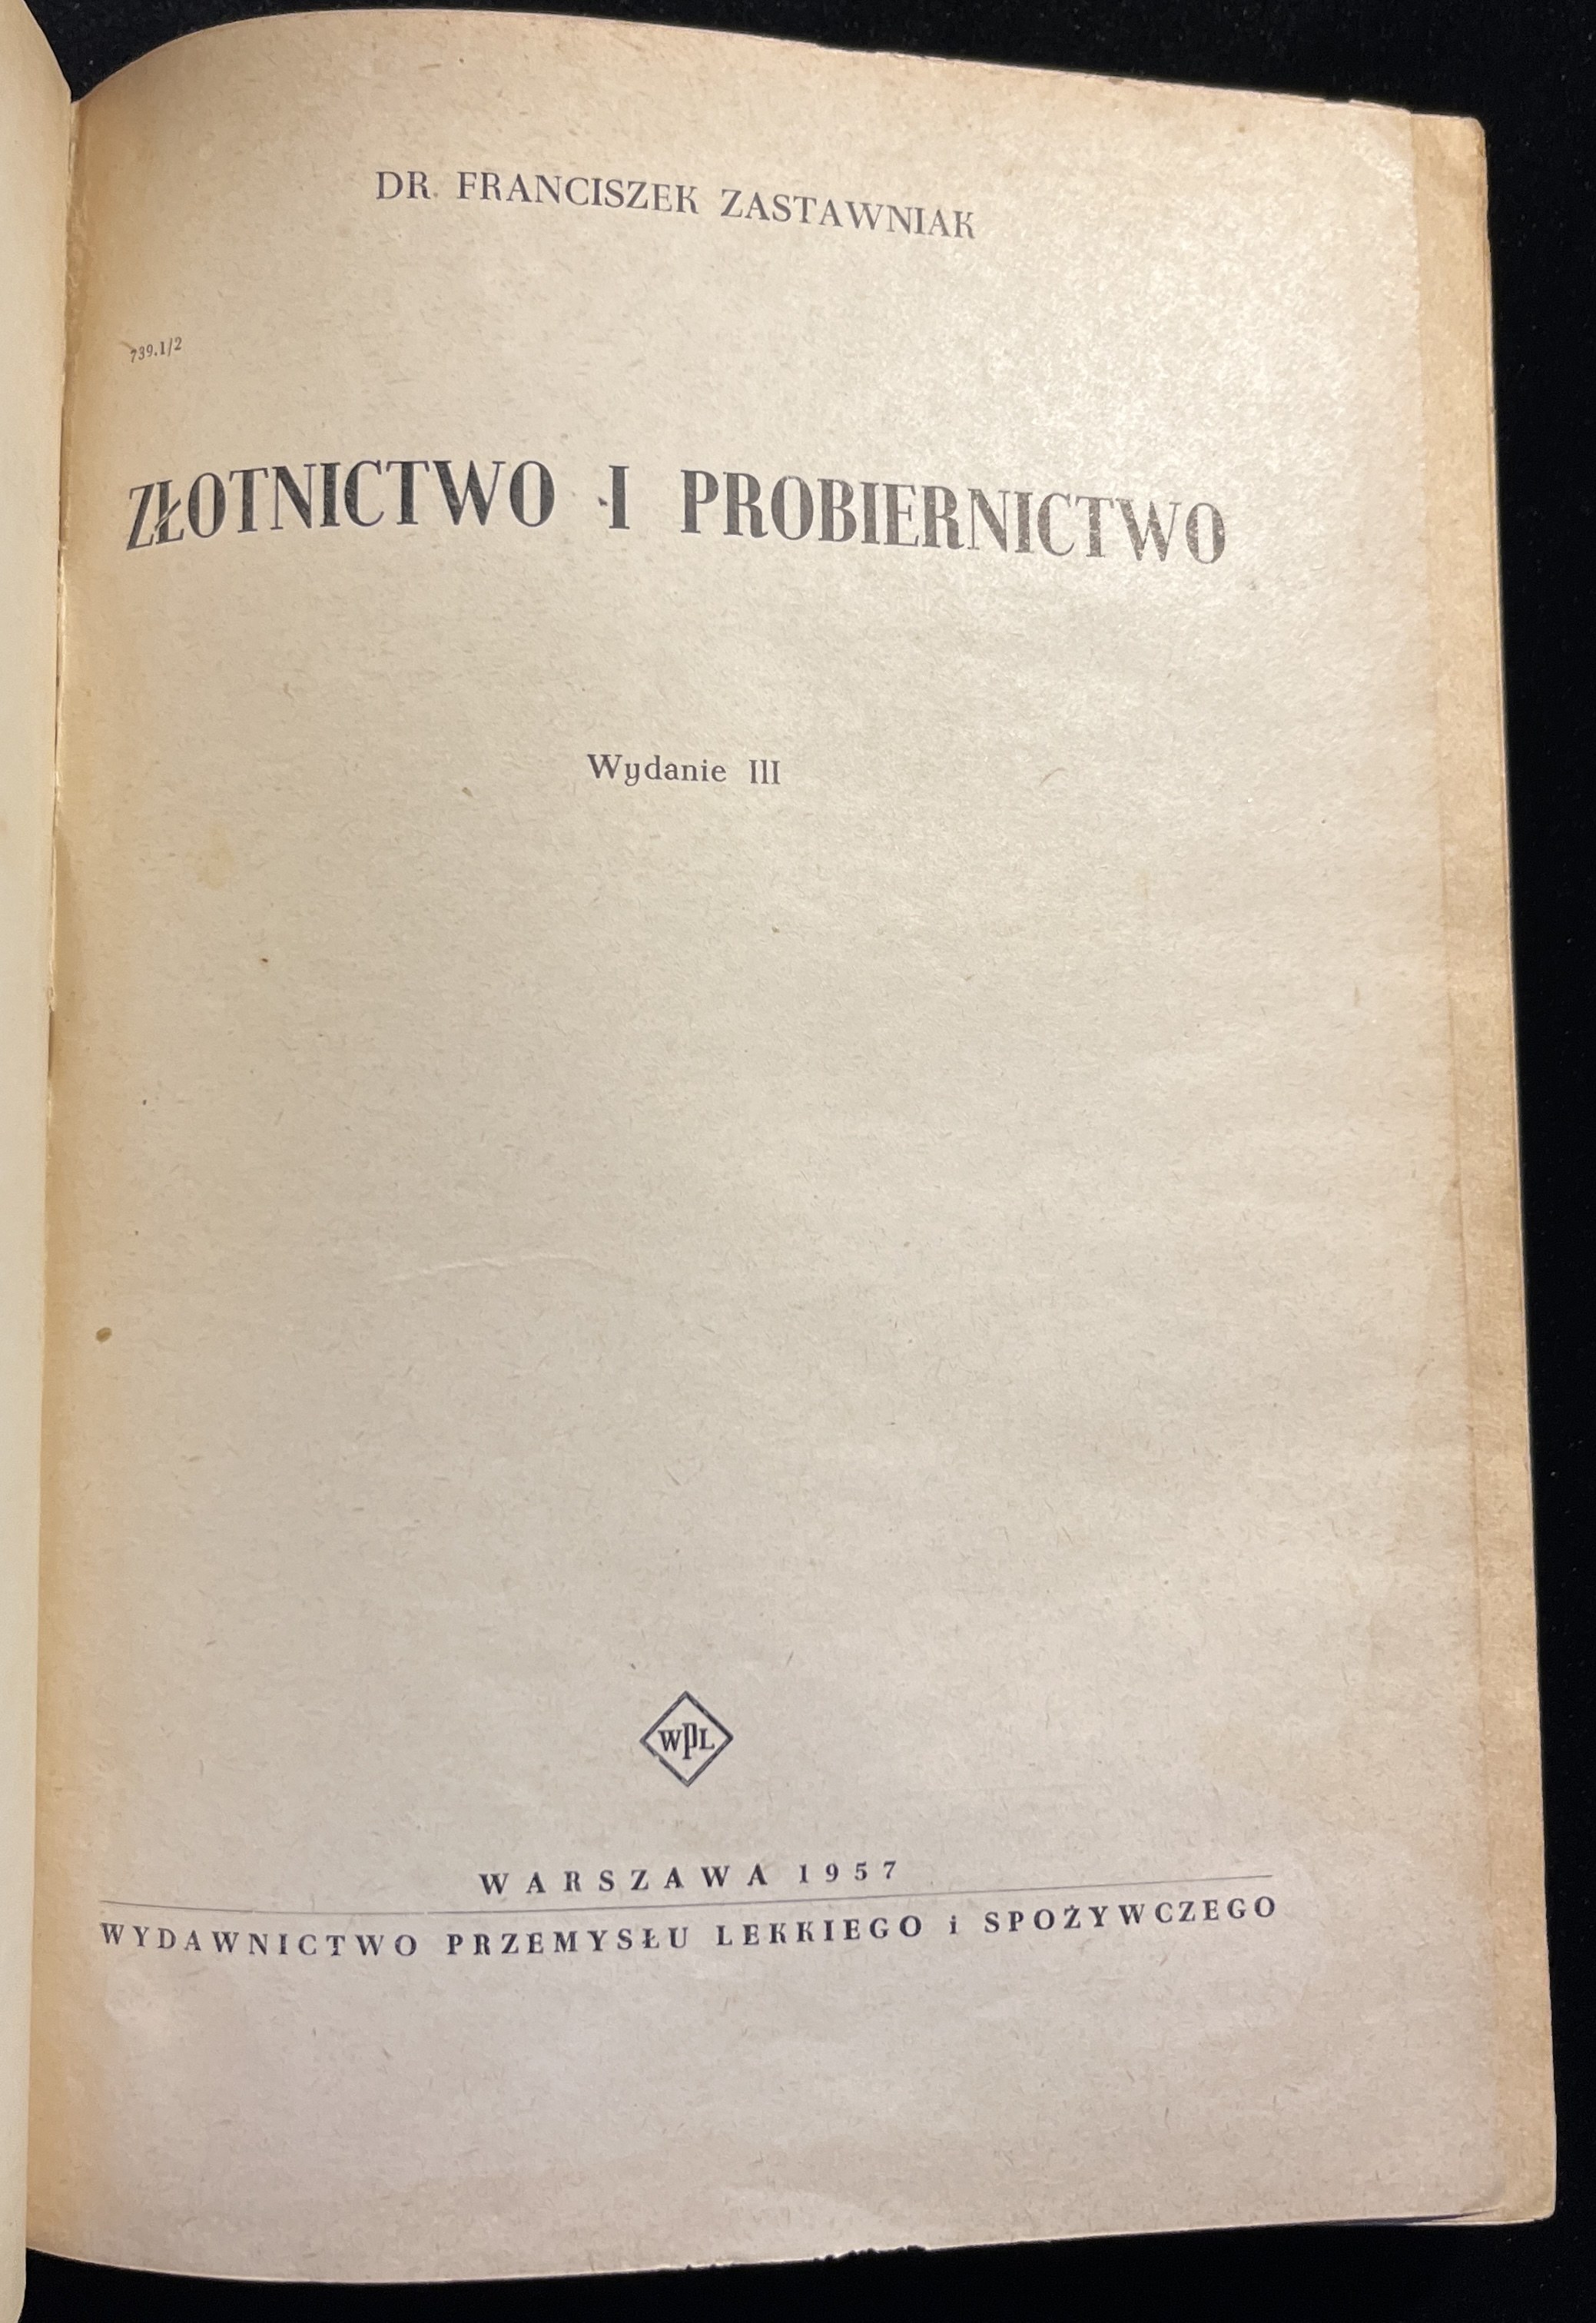 DR. FRANCISZEK ZASTAWNIAK
739.1/2
ZŁOTNICTWO I PROBIERNICTWO
Wydanie III
WPL
WARSZAWA 1957
WYDAWNICTWO PRZEMYSŁU LEKKIEGO i SPOŻYWCZEGO